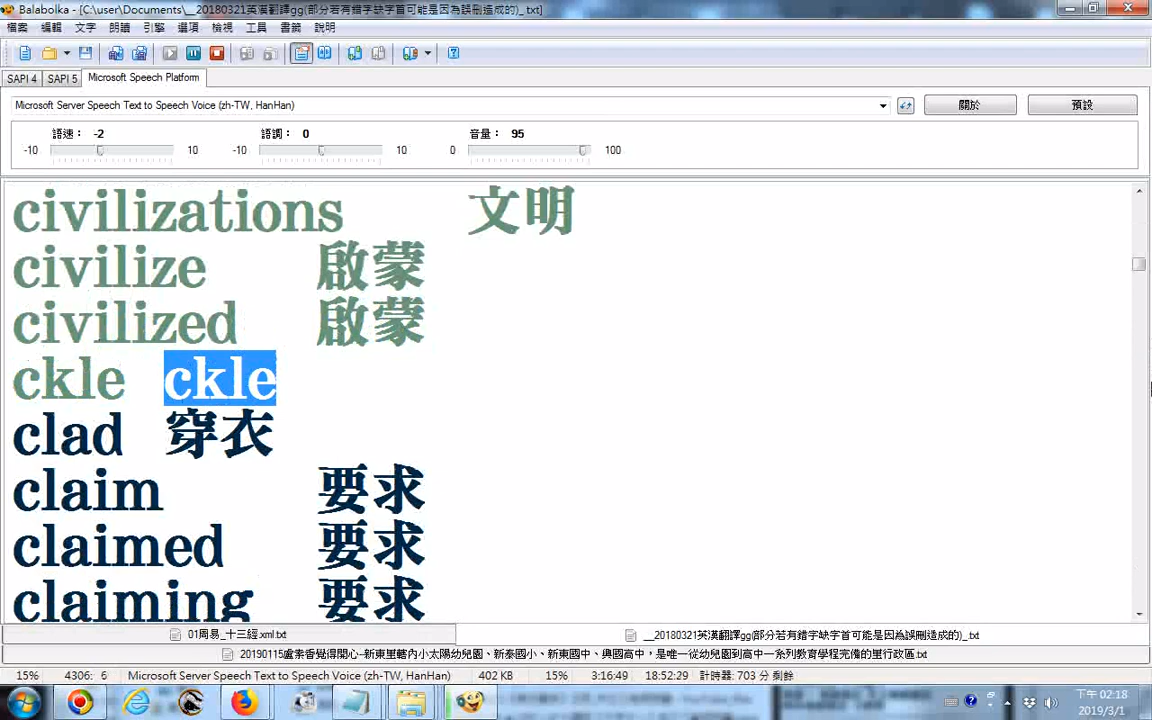 Balabolka - [C:\user\Documents\__20180321英漢翻譯gg(部分若有錯字缺字首可能是因為誤刪造成的)_.txt]
檔案 編輯 文字 朗讀 引擎 選項 檢視 工具 書籤 說明
SAPI 4 SAPI 5 Microsoft Speech Platform
Microsoft Server Speech Text to Speech Voice (zh-TW, HanHan) 關於 預設
語速： -2 語調： 0 音量： 95
-10 10 -10 10 0 100
civilizations 文明
civilize 啟蒙
civilized 啟蒙
ckle ckle
clad 穿衣
claim 要求
claimed 要求
claiming 要求
01周易_十三經.xml.txt __20180321英漢翻譯gg(部分若有錯字缺字首可能是因為誤刪造成的)_.txt
20190115盧素香覺得開心--新東里轄內小太陽幼兒園、新泰國小、新東國中、興國高中，是唯一從幼兒園到高中一系列教育學程完備的里行政區.txt
15% 4306: 6 Microsoft Server Speech Text to Speech Voice (zh-TW, HanHan) 402 KB 15% 3:16:49 18:52:29 計時器: 703 分 剩餘
下午 02:18
2019/3/1